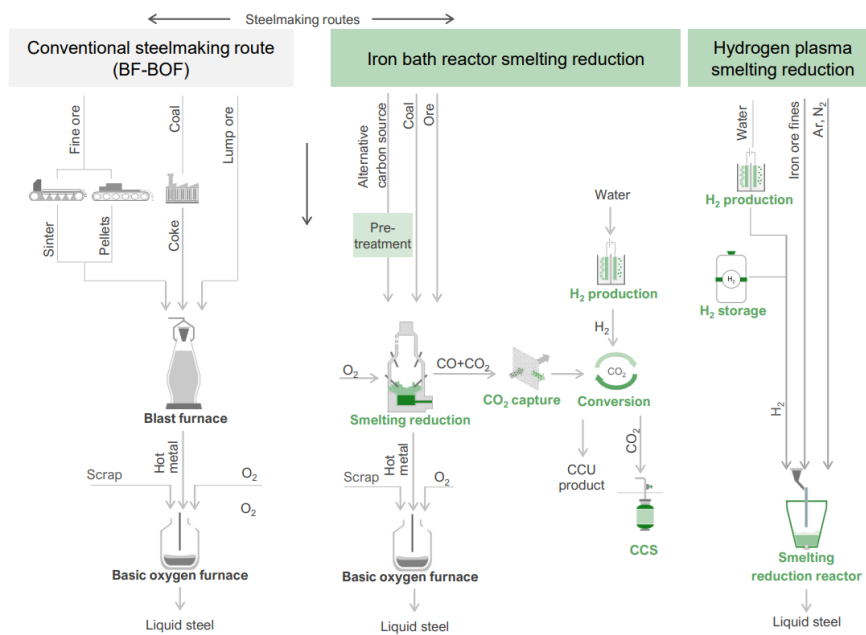 Steelmaking routes
Conventional steelmaking route
(BF-BOF)
Fine ore
Coal
Lump ore
Sinter
Pellets
Coke
Blast furnace
Hot
metal
Scrap
O₂
O₂
Basic oxygen furnace
Liquid steel
Iron bath reactor smelting reduction
Alternative
carbon source
Coal
Ore
Pre-
treatment
O₂
CO+CO₂
Smelting reduction
CO₂ capture
Water
H₂ production
H₂
CO₂
Conversion
CCU
product
CO₂
CCS
Hot
metal
Scrap
O₂
Basic oxygen furnace
Liquid steel
Hydrogen plasma
smelting reduction
Water
Iron ore fines
Ar, N₂
H₂ production
H₂
H₂ storage
H₂
Smelting
reduction reactor
Liquid steel